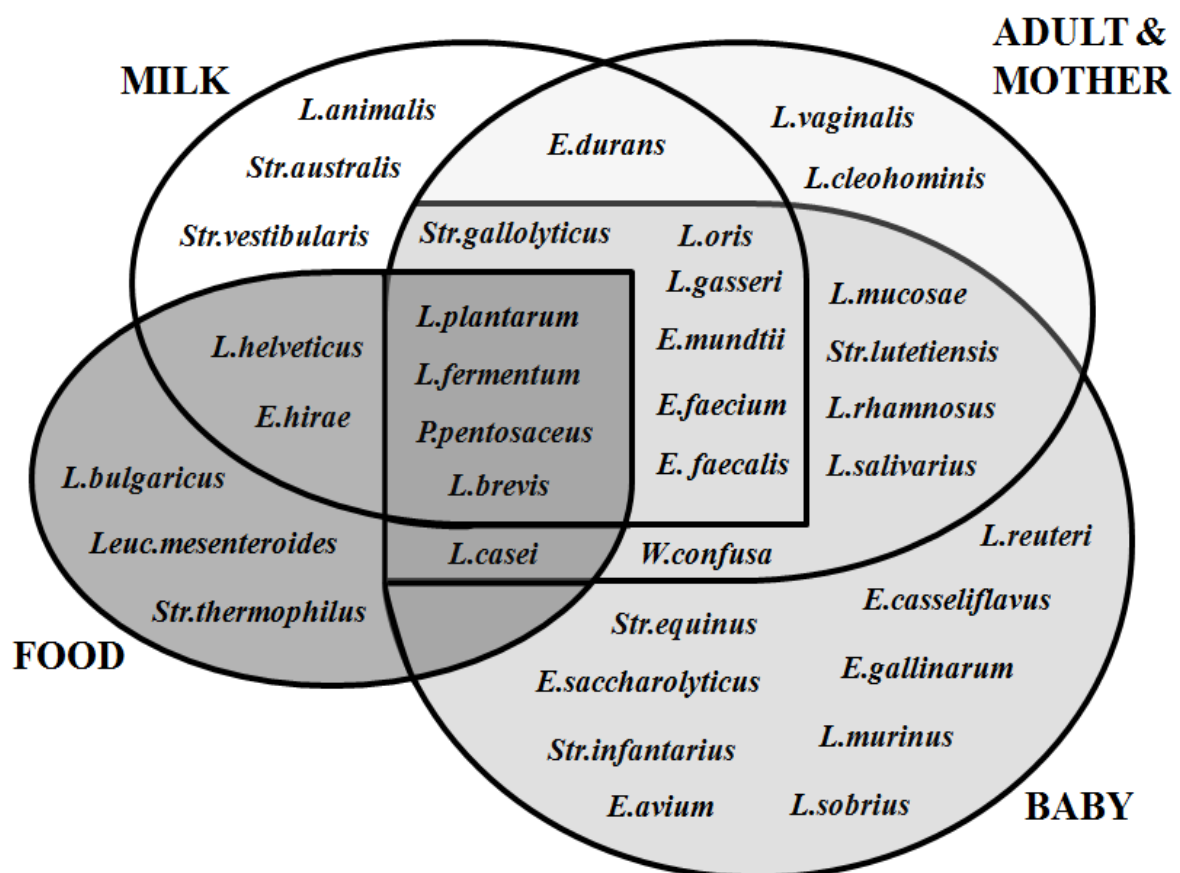 ADULT &
MOTHER
MILK
L.animalis
L.vaginalis
E.durans
Str.australis
L.cleohominis
Str.vestibularis
Str.gallolyticus
L.oris
L.gasseri
L.mucosae
L.plantarum
L.helveticus
E.mundtii
Str.lutetiensis
L.fermentum
E.hirae
E.faecium
L.rhamnosus
P.pentosaceus
L.bulgaricus
L.brevis
E. faecalis
L.salivarius
Leuc.mesenteroides
L.casei
W.confusa
L.reuteri
Str.thermophilus
Str.equinus
E.casseliflavus
FOOD
E.saccharolyticus
E.gallinarum
Str.infantarius
L.murinus
E.avium
L.sobrius
BABY